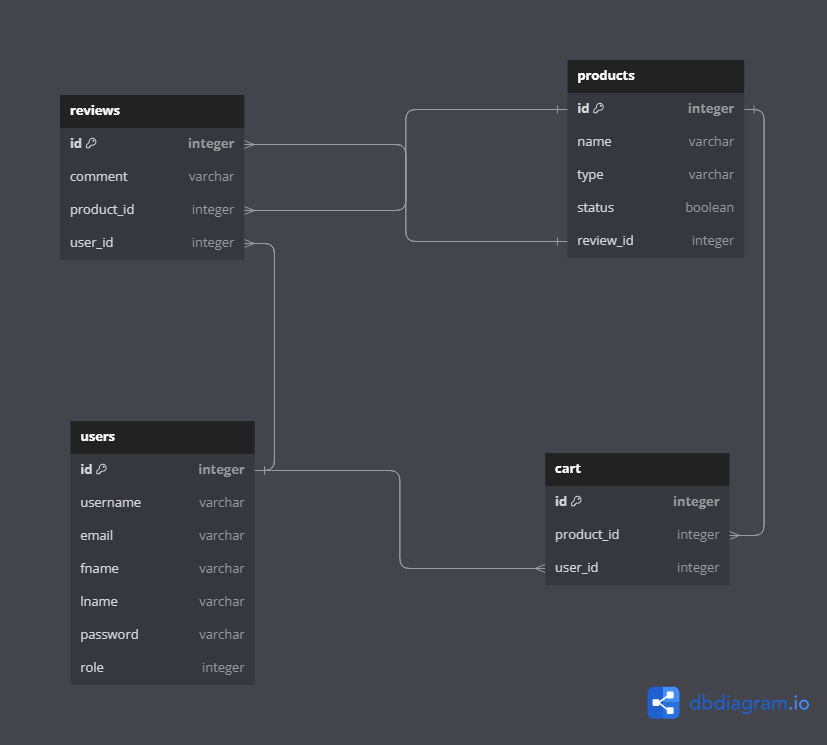 reviews
id integer
comment varchar
product_id integer
user_id integer
products
id integer
name varchar
type varchar
status boolean
review_id integer
users
id integer
username varchar
email varchar
fname varchar
lname varchar
password varchar
role integer
cart
id integer
product_id integer
user_id integer
dbdiagram.io